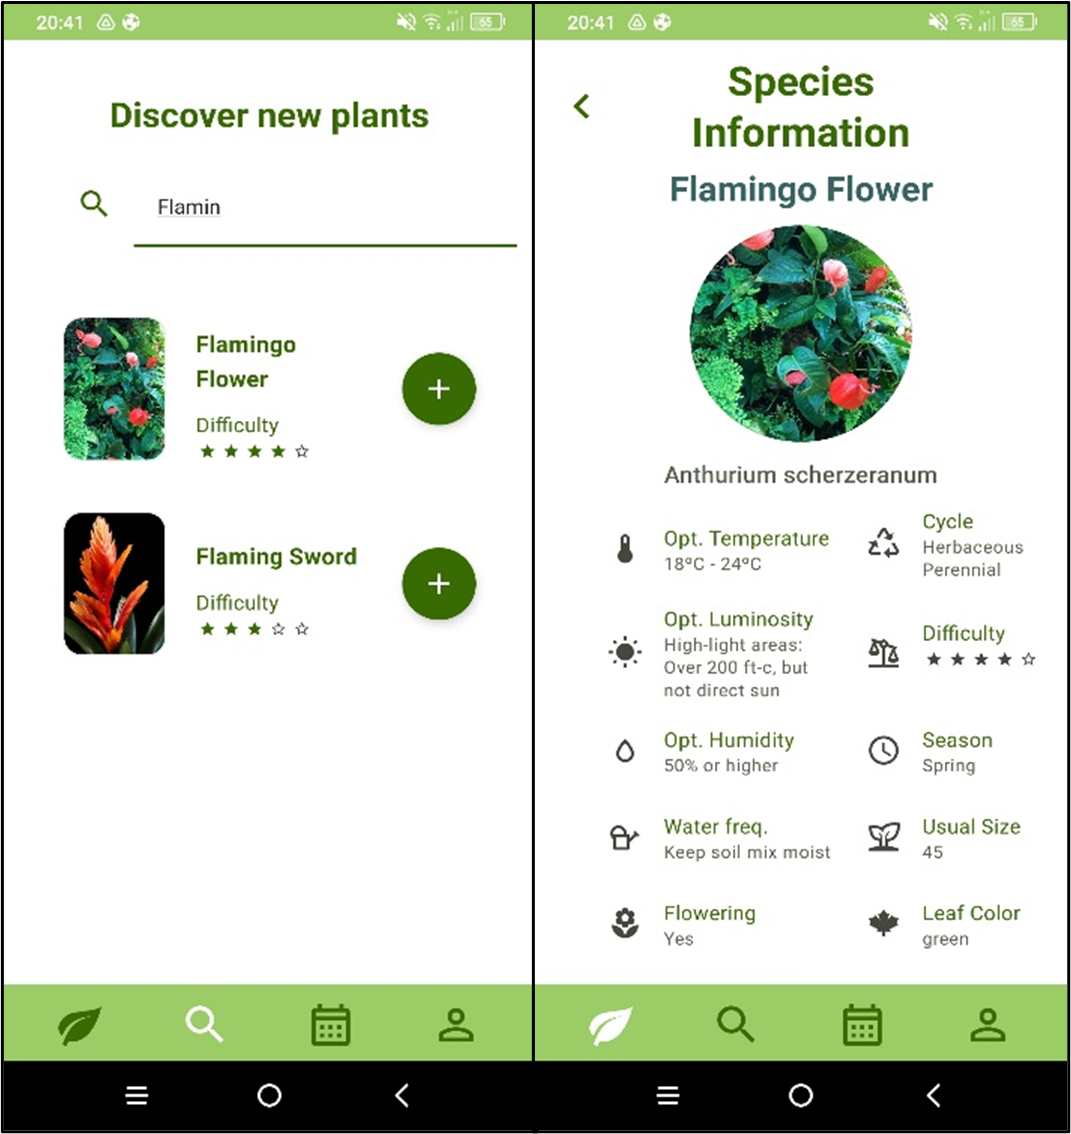 20:41
65
Discover new plants
Flamin
Flamingo
Flower
Difficulty
Flaming Sword
Difficulty
20:41
65
Species
Information
Flamingo Flower
Anthurium scherzeranum
Opt. Temperature
18ºC - 24ºC
Cycle
Herbaceous
Perennial
Opt. Luminosity
High-light areas:
Over 200 ft-c, but
not direct sun
Difficulty
Opt. Humidity
50% or higher
Season
Spring
Water freq.
Keep soil mix moist
Usual Size
45
Flowering
Yes
Leaf Color
green